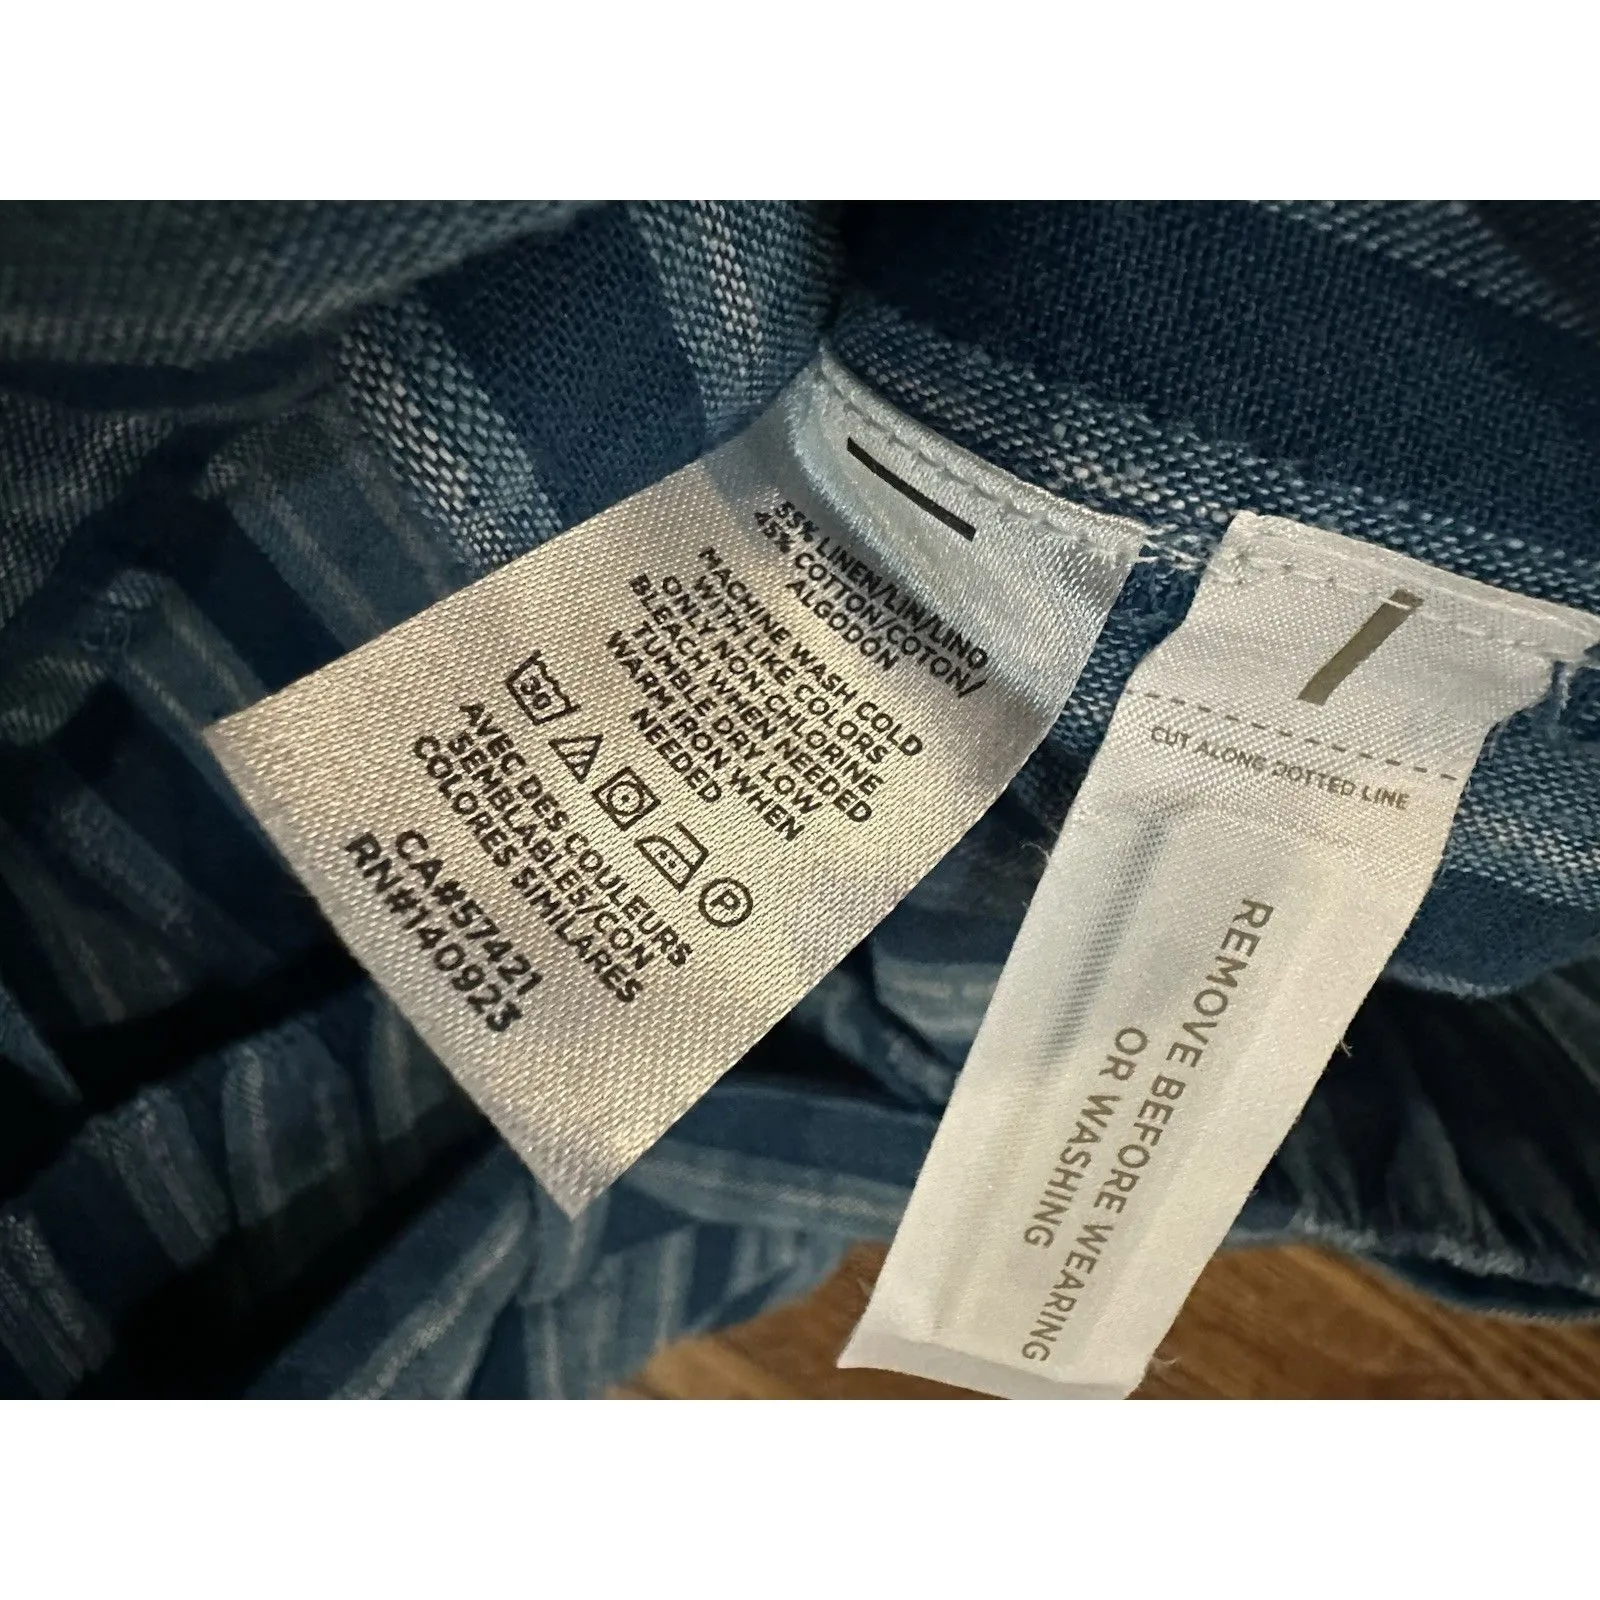 55% LINEN/LIN/LINO
45% COTTON/COTON/
ALGODÓN
MACHINE WASH COLD
WITH LIKE COLORS
ONLY NON-CHLORINE
BLEACH WHEN NEEDED
TUMBLE DRY LOW
WARM IRON WHEN
NEEDED
30
P
AVEC DES COULEURS
SEMBLABLES/CON
COLORES SIMILARES
CA#57421
RN#140923
CUT ALONG DOTTED LINE
REMOVE BEFORE WEARING
OR WASHING